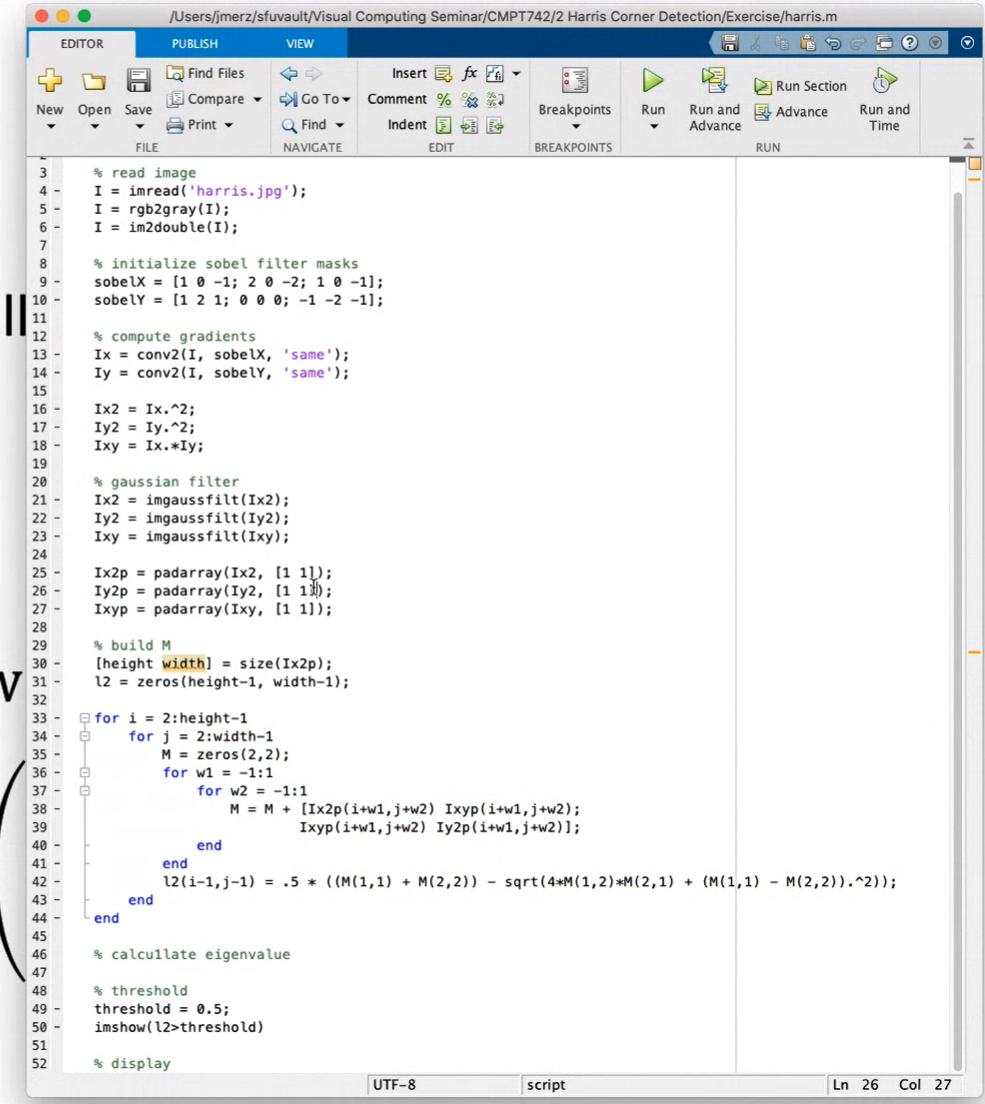 /Users/jmerz/sfuvault/Visual Computing Seminar/CMPT742/2 Harris Corner Detection/Exercise/harris.m
EDITOR PUBLISH VIEW
New Open Save Find Files Compare Print
FILE
Go To Find
NAVIGATE
Insert fx
Comment %
Indent
EDIT
Breakpoints
BREAKPOINTS
Run Run and Advance Run Section Advance Run and Time
RUN
3 % read image
4 - I = imread('harris.jpg');
5 - I = rgb2gray(I);
6 - I = im2double(I);
7
8 % initialize sobel filter masks
9 - sobelX = [1 0 -1; 2 0 -2; 1 0 -1];
10 - sobelY = [1 2 1; 0 0 0; -1 -2 -1];
11
12 % compute gradients
13 - Ix = conv2(I, sobelX, 'same');
14 - Iy = conv2(I, sobelY, 'same');
15
16 - Ix2 = Ix.^2;
17 - Iy2 = Iy.^2;
18 - Ixy = Ix.*Iy;
19
20 % gaussian filter
21 - Ix2 = imgaussfilt(Ix2);
22 - Iy2 = imgaussfilt(Iy2);
23 - Ixy = imgaussfilt(Ixy);
24
25 - Ix2p = padarray(Ix2, [1 1]);
26 - Iy2p = padarray(Iy2, [1 1]);
27 - Ixyp = padarray(Ixy, [1 1]);
28
29 % build M
30 - [height width] = size(Ix2p);
31 - l2 = zeros(height-1, width-1);
32
33 - for i = 2:height-1
34 - for j = 2:width-1
35 - M = zeros(2,2);
36 - for w1 = -1:1
37 - for w2 = -1:1
38 - M = M + [Ix2p(i+w1,j+w2) Ixyp(i+w1,j+w2);
39 Ixyp(i+w1,j+w2) Iy2p(i+w1,j+w2)];
40 - end
41 - end
42 - l2(i-1,j-1) = .5 * ((M(1,1) + M(2,2)) - sqrt(4*M(1,2)*M(2,1) + (M(1,1) - M(2,2)).^2));
43 - end
44 - end
45
46 % calcu1late eigenvalue
47
48 % threshold
49 - threshold = 0.5;
50 - imshow(l2>threshold)
51
52 % display
UTF-8 script Ln 26 Col 27